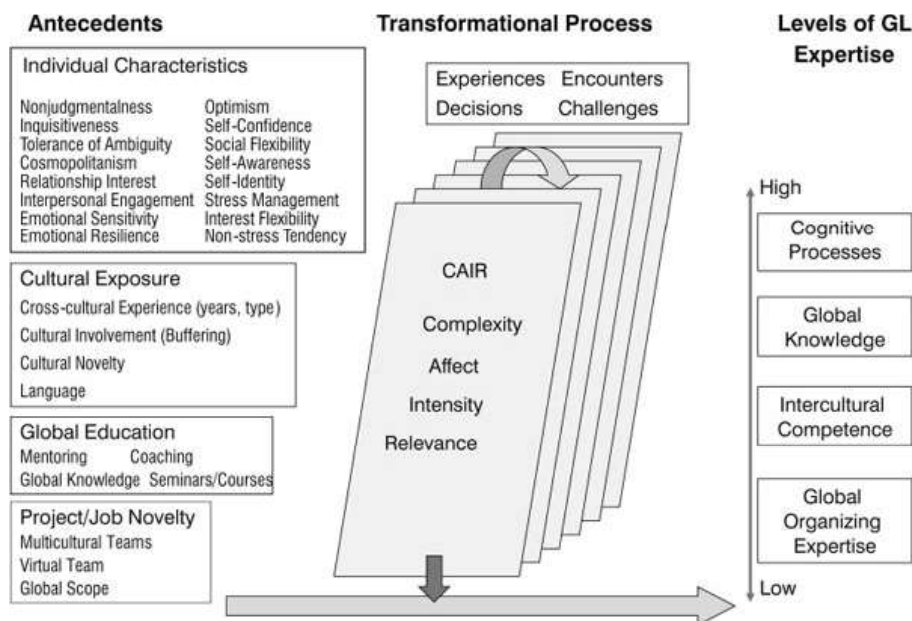 Antecedents
Individual Characteristics
Nonjudgmentalness Optimism
Inquisitiveness Self-Confidence
Tolerance of Ambiguity Social Flexibility
Cosmopolitanism Self-Awareness
Relationship Interest Self-Identity
Interpersonal Engagement Stress Management
Emotional Sensitivity Interest Flexibility
Emotional Resilience Non-stress Tendency
Cultural Exposure
Cross-cultural Experience (years, type)
Cultural Involvement (Buffering)
Cultural Novelty
Language
Global Education
Mentoring Coaching
Global Knowledge Seminars/Courses
Project/Job Novelty
Multicultural Teams
Virtual Team
Global Scope
Transformational Process
Experiences Encounters
Decisions Challenges
CAIR
Complexity
Affect
Intensity
Relevance
Levels of GL
Expertise
High
Cognitive
Processes
Global
Knowledge
Intercultural
Competence
Global
Organizing
Expertise
Low